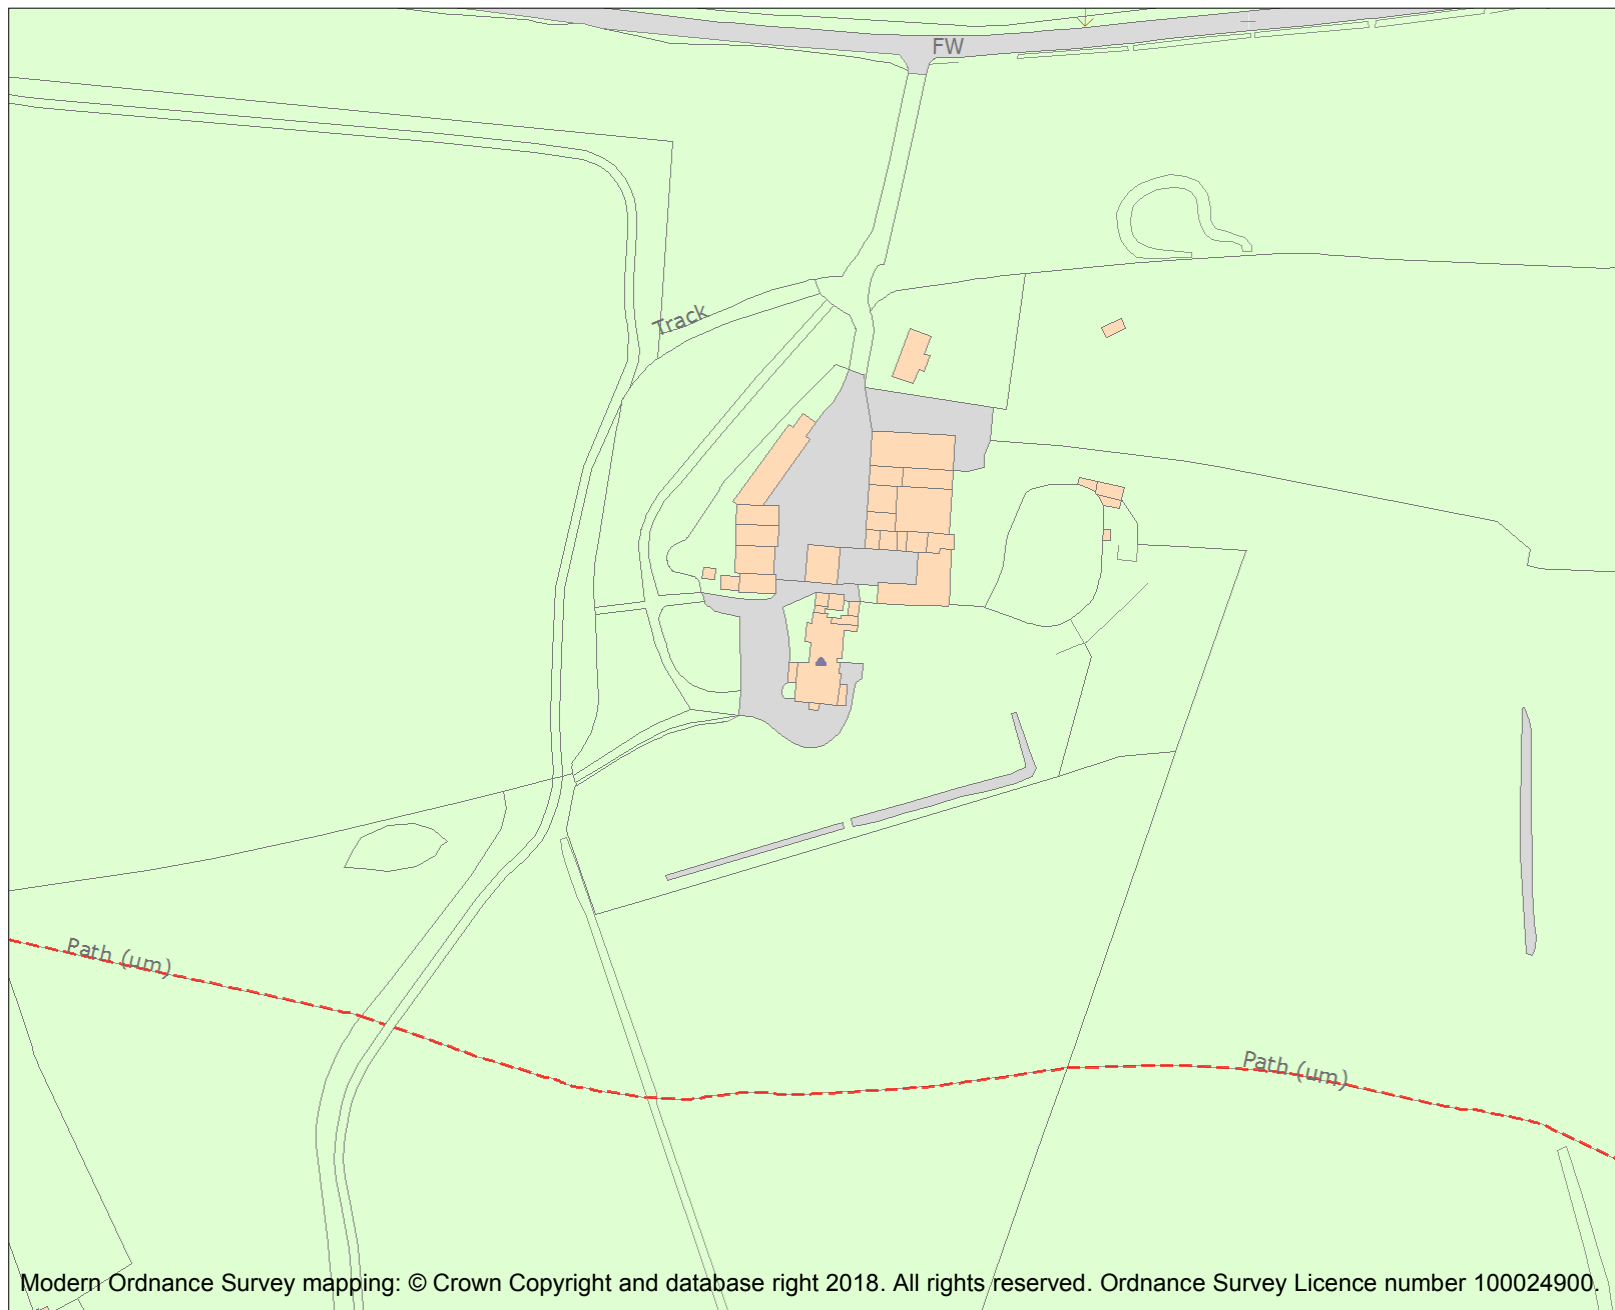 FW
Track
Path (um)
Path (um)
Modern Ordnance Survey mapping: © Crown Copyright and database right 2018. All rights reserved. Ordnance Survey Licence number 100024900.